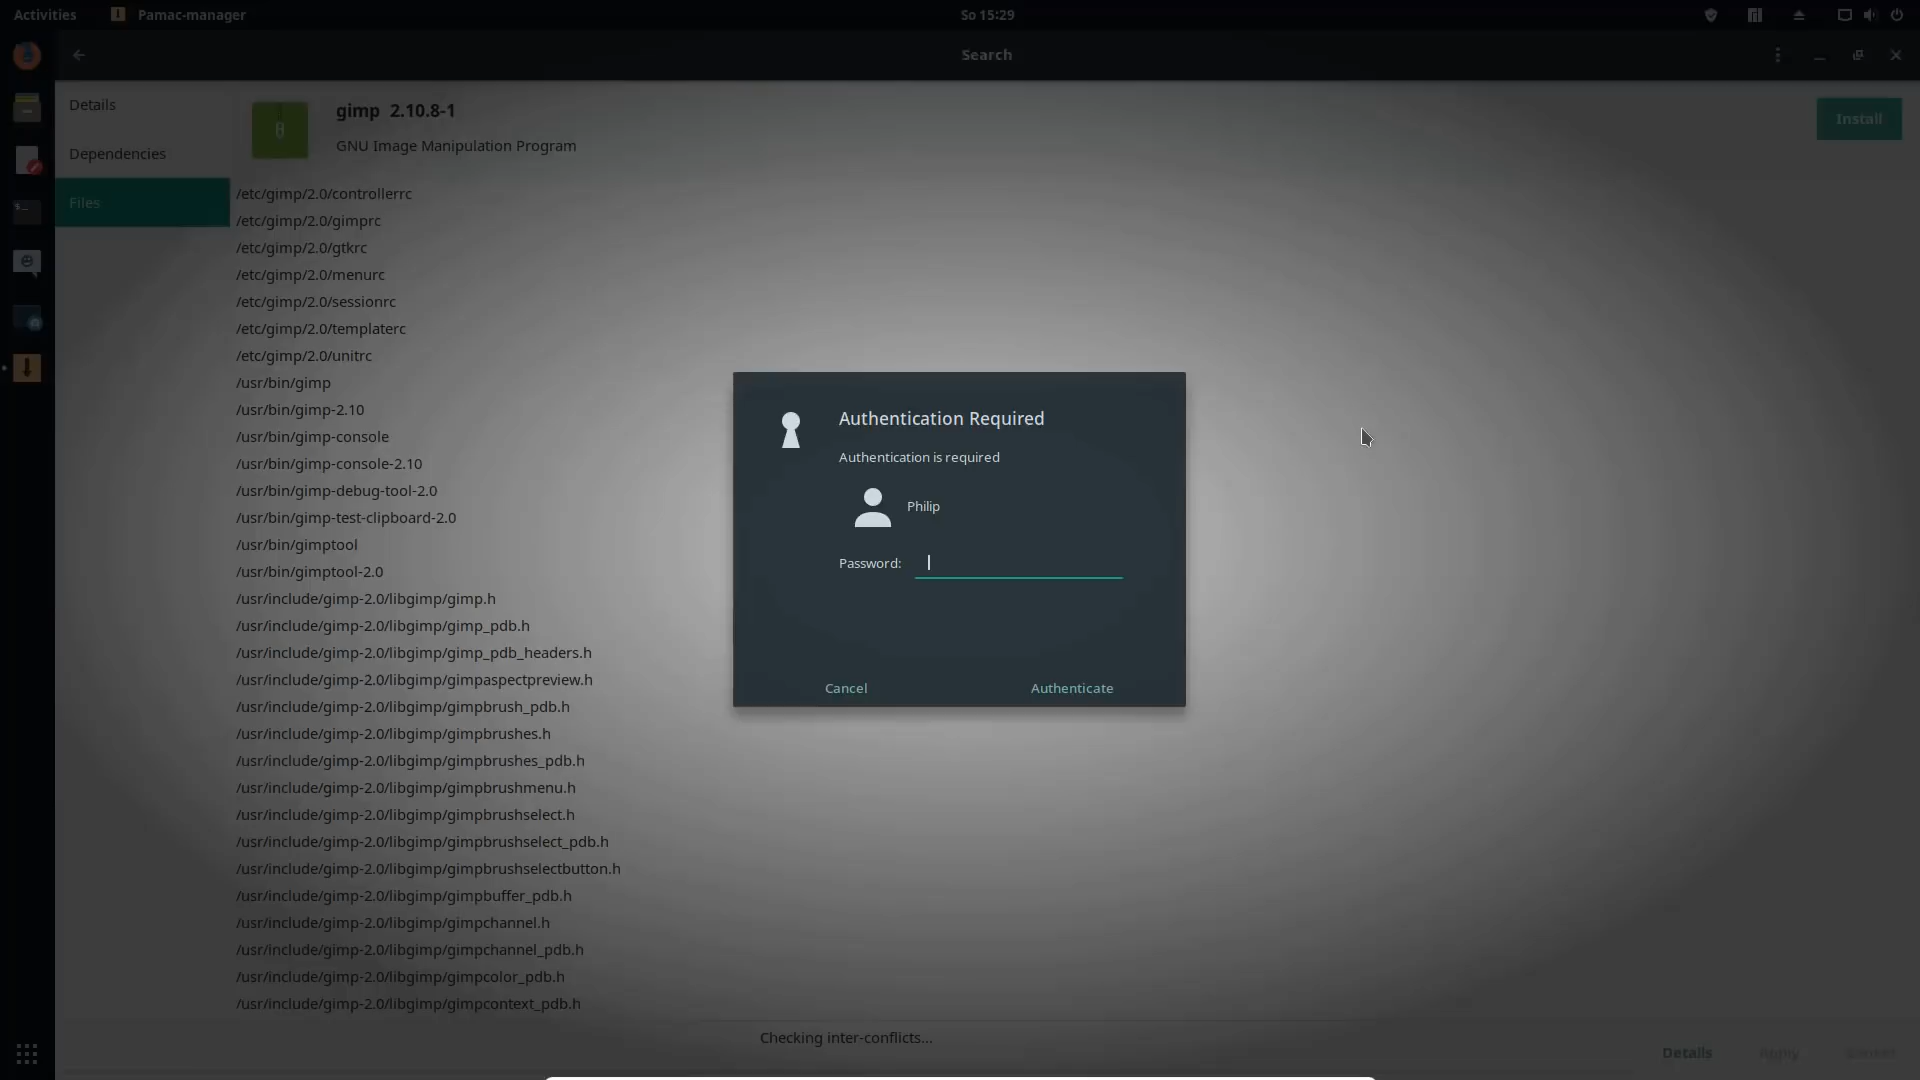 Activities
Pamac-manager
So 15:29
Search
Details
Dependencies
Files
gimp 2.10.8-1
GNU Image Manipulation Program
Install
/etc/gimp/2.0/controllerrc
/etc/gimp/2.0/gimprc
/etc/gimp/2.0/gtkrc
/etc/gimp/2.0/menurc
/etc/gimp/2.0/sessionrc
/etc/gimp/2.0/templaterc
/etc/gimp/2.0/unitrc
/usr/bin/gimp
/usr/bin/gimp-2.10
/usr/bin/gimp-console
/usr/bin/gimp-console-2.10
/usr/bin/gimp-debug-tool-2.0
/usr/bin/gimp-test-clipboard-2.0
/usr/bin/gimptool
/usr/bin/gimptool-2.0
/usr/include/gimp-2.0/libgimp/gimp.h
/usr/include/gimp-2.0/libgimp/gimp_pdb.h
/usr/include/gimp-2.0/libgimp/gimp_pdb_headers.h
/usr/include/gimp-2.0/libgimp/gimpaspectpreview.h
/usr/include/gimp-2.0/libgimp/gimpbrush_pdb.h
/usr/include/gimp-2.0/libgimp/gimpbrushes.h
/usr/include/gimp-2.0/libgimp/gimpbrushes_pdb.h
/usr/include/gimp-2.0/libgimp/gimpbrushmenu.h
/usr/include/gimp-2.0/libgimp/gimpbrushselect.h
/usr/include/gimp-2.0/libgimp/gimpbrushselect_pdb.h
/usr/include/gimp-2.0/libgimp/gimpbrushselectbutton.h
/usr/include/gimp-2.0/libgimp/gimpbuffer_pdb.h
/usr/include/gimp-2.0/libgimp/gimpchannel.h
/usr/include/gimp-2.0/libgimp/gimpchannel_pdb.h
/usr/include/gimp-2.0/libgimp/gimpcolor_pdb.h
/usr/include/gimp-2.0/libgimp/gimpcontext_pdb.h
Authentication Required
Authentication is required
Philip
Password:
Cancel
Authenticate
Checking inter-conflicts...
Details
Apply
Cancel